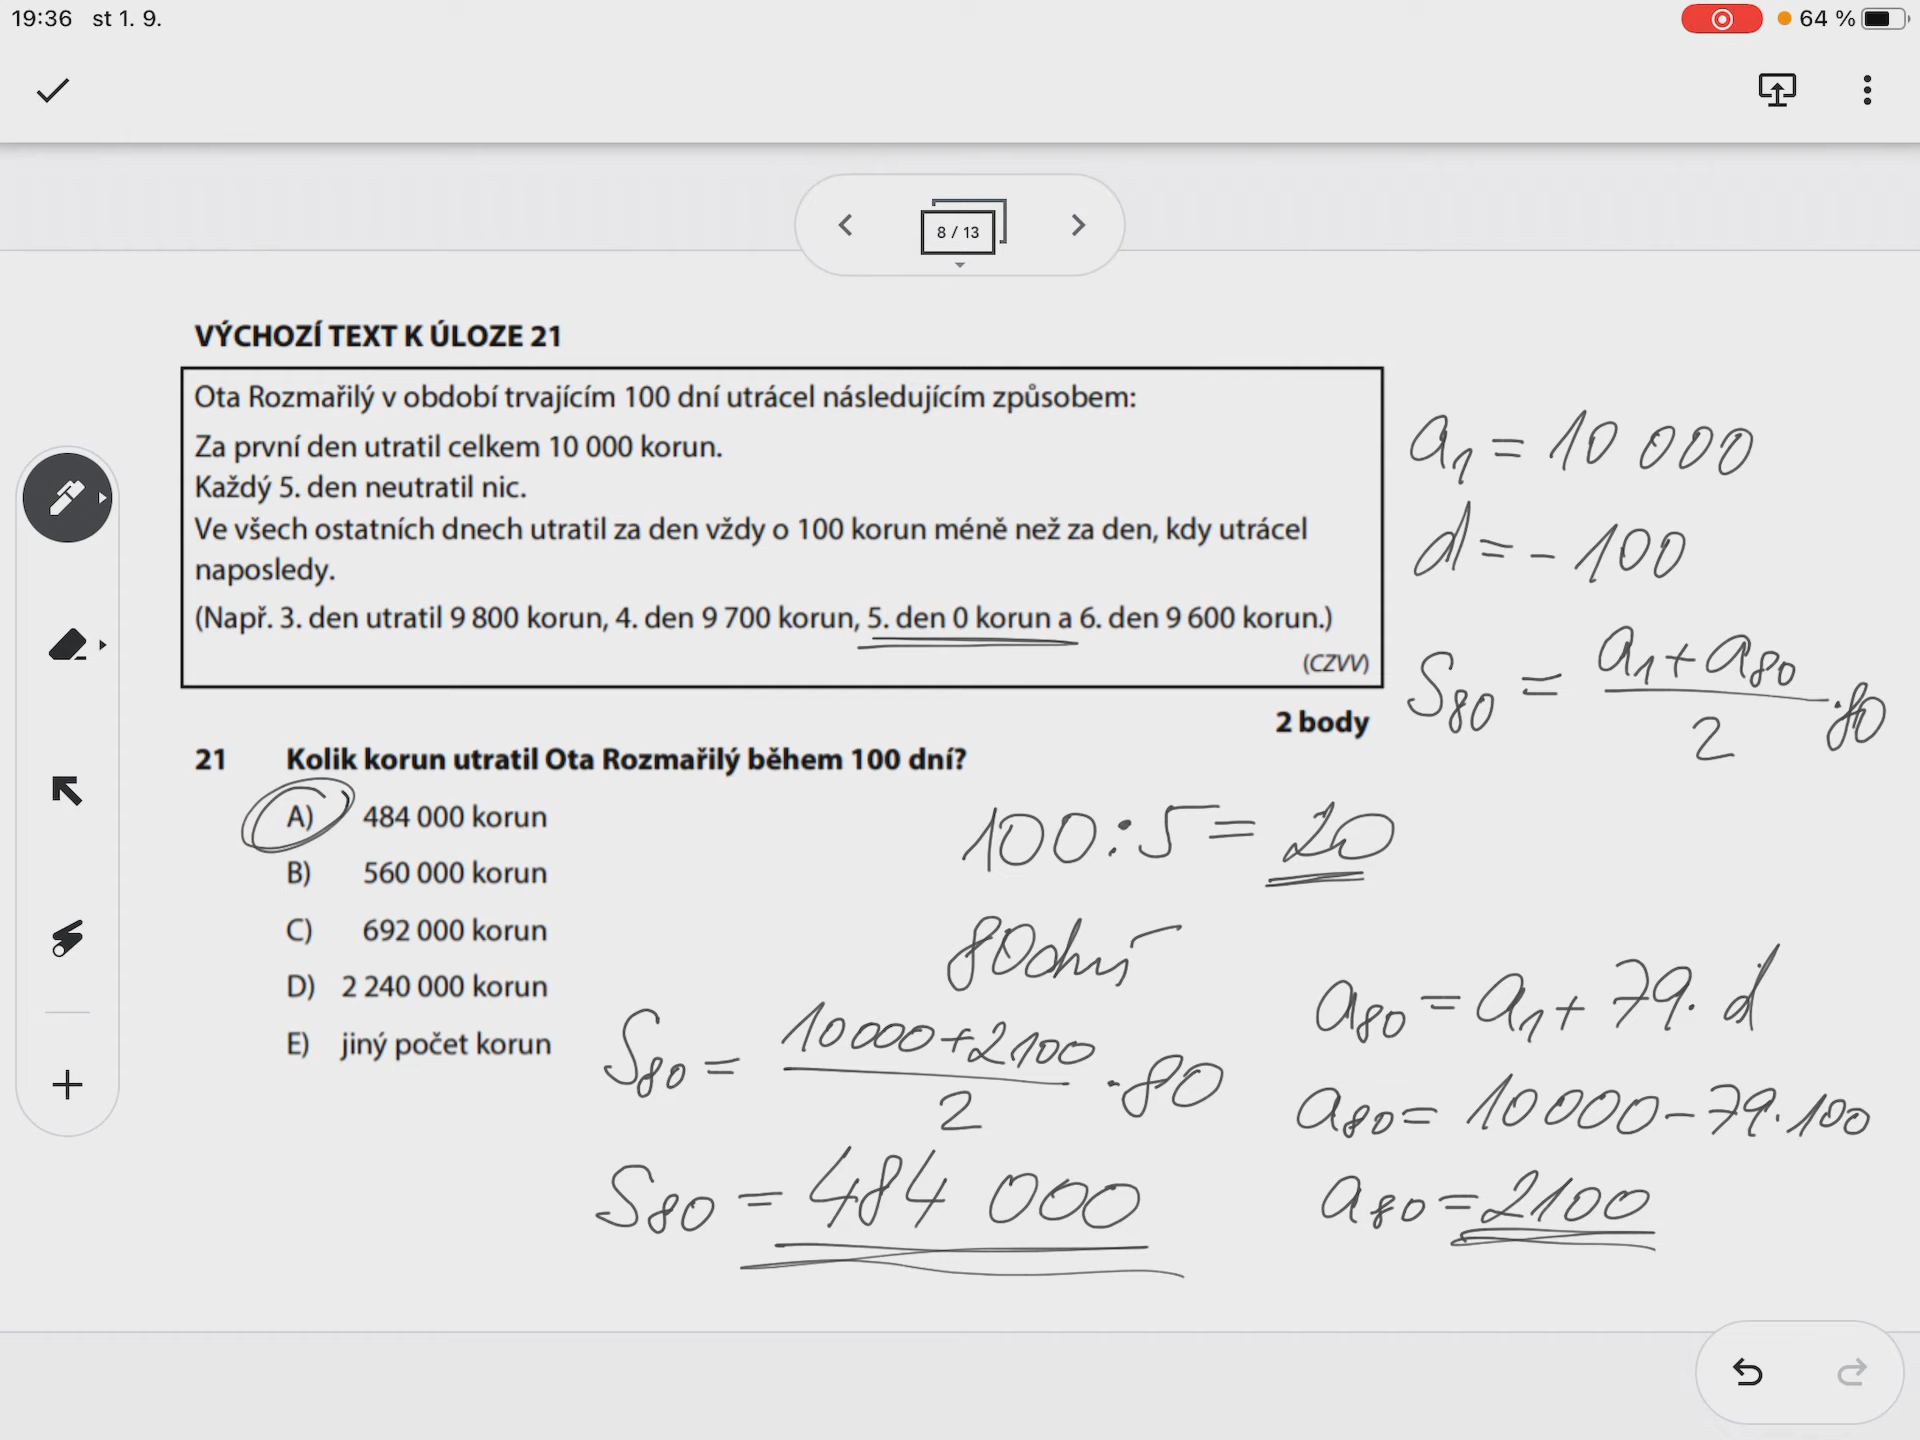 19:36 st 1. 9.
64 %
8 / 13
VÝCHOZÍ TEXT K ÚLOZE 21
Ota Rozmařilý v období trvajícím 100 dní utrácel následujícím způsobem:
Za první den utratil celkem 10 000 korun.
Každý 5. den neutratil nic.
Ve všech ostatních dnech utratil za den vždy o 100 korun méně než za den, kdy utrácel
naposledy.
(Např. 3. den utratil 9 800 korun, 4. den 9 700 korun, 5. den 0 korun a 6. den 9 600 korun.)
(CZVV)
2 body
21 Kolik korun utratil Ota Rozmařilý během 100 dní?
A) 484 000 korun
B) 560 000 korun
C) 692 000 korun
D) 2 240 000 korun
E) jiný počet korun
a₁ = 10 000
d = - 100
S₈₀ = (a₁ + a₈₀)/2 · 80
100 : 5 = 20
80 dní
S₈₀ = (10 000 + 2100)/2 · 80
S₈₀ = 484 000
a₈₀ = a₁ + 79 · d
a₈₀ = 10 000 - 79 · 100
a₈₀ = 2100